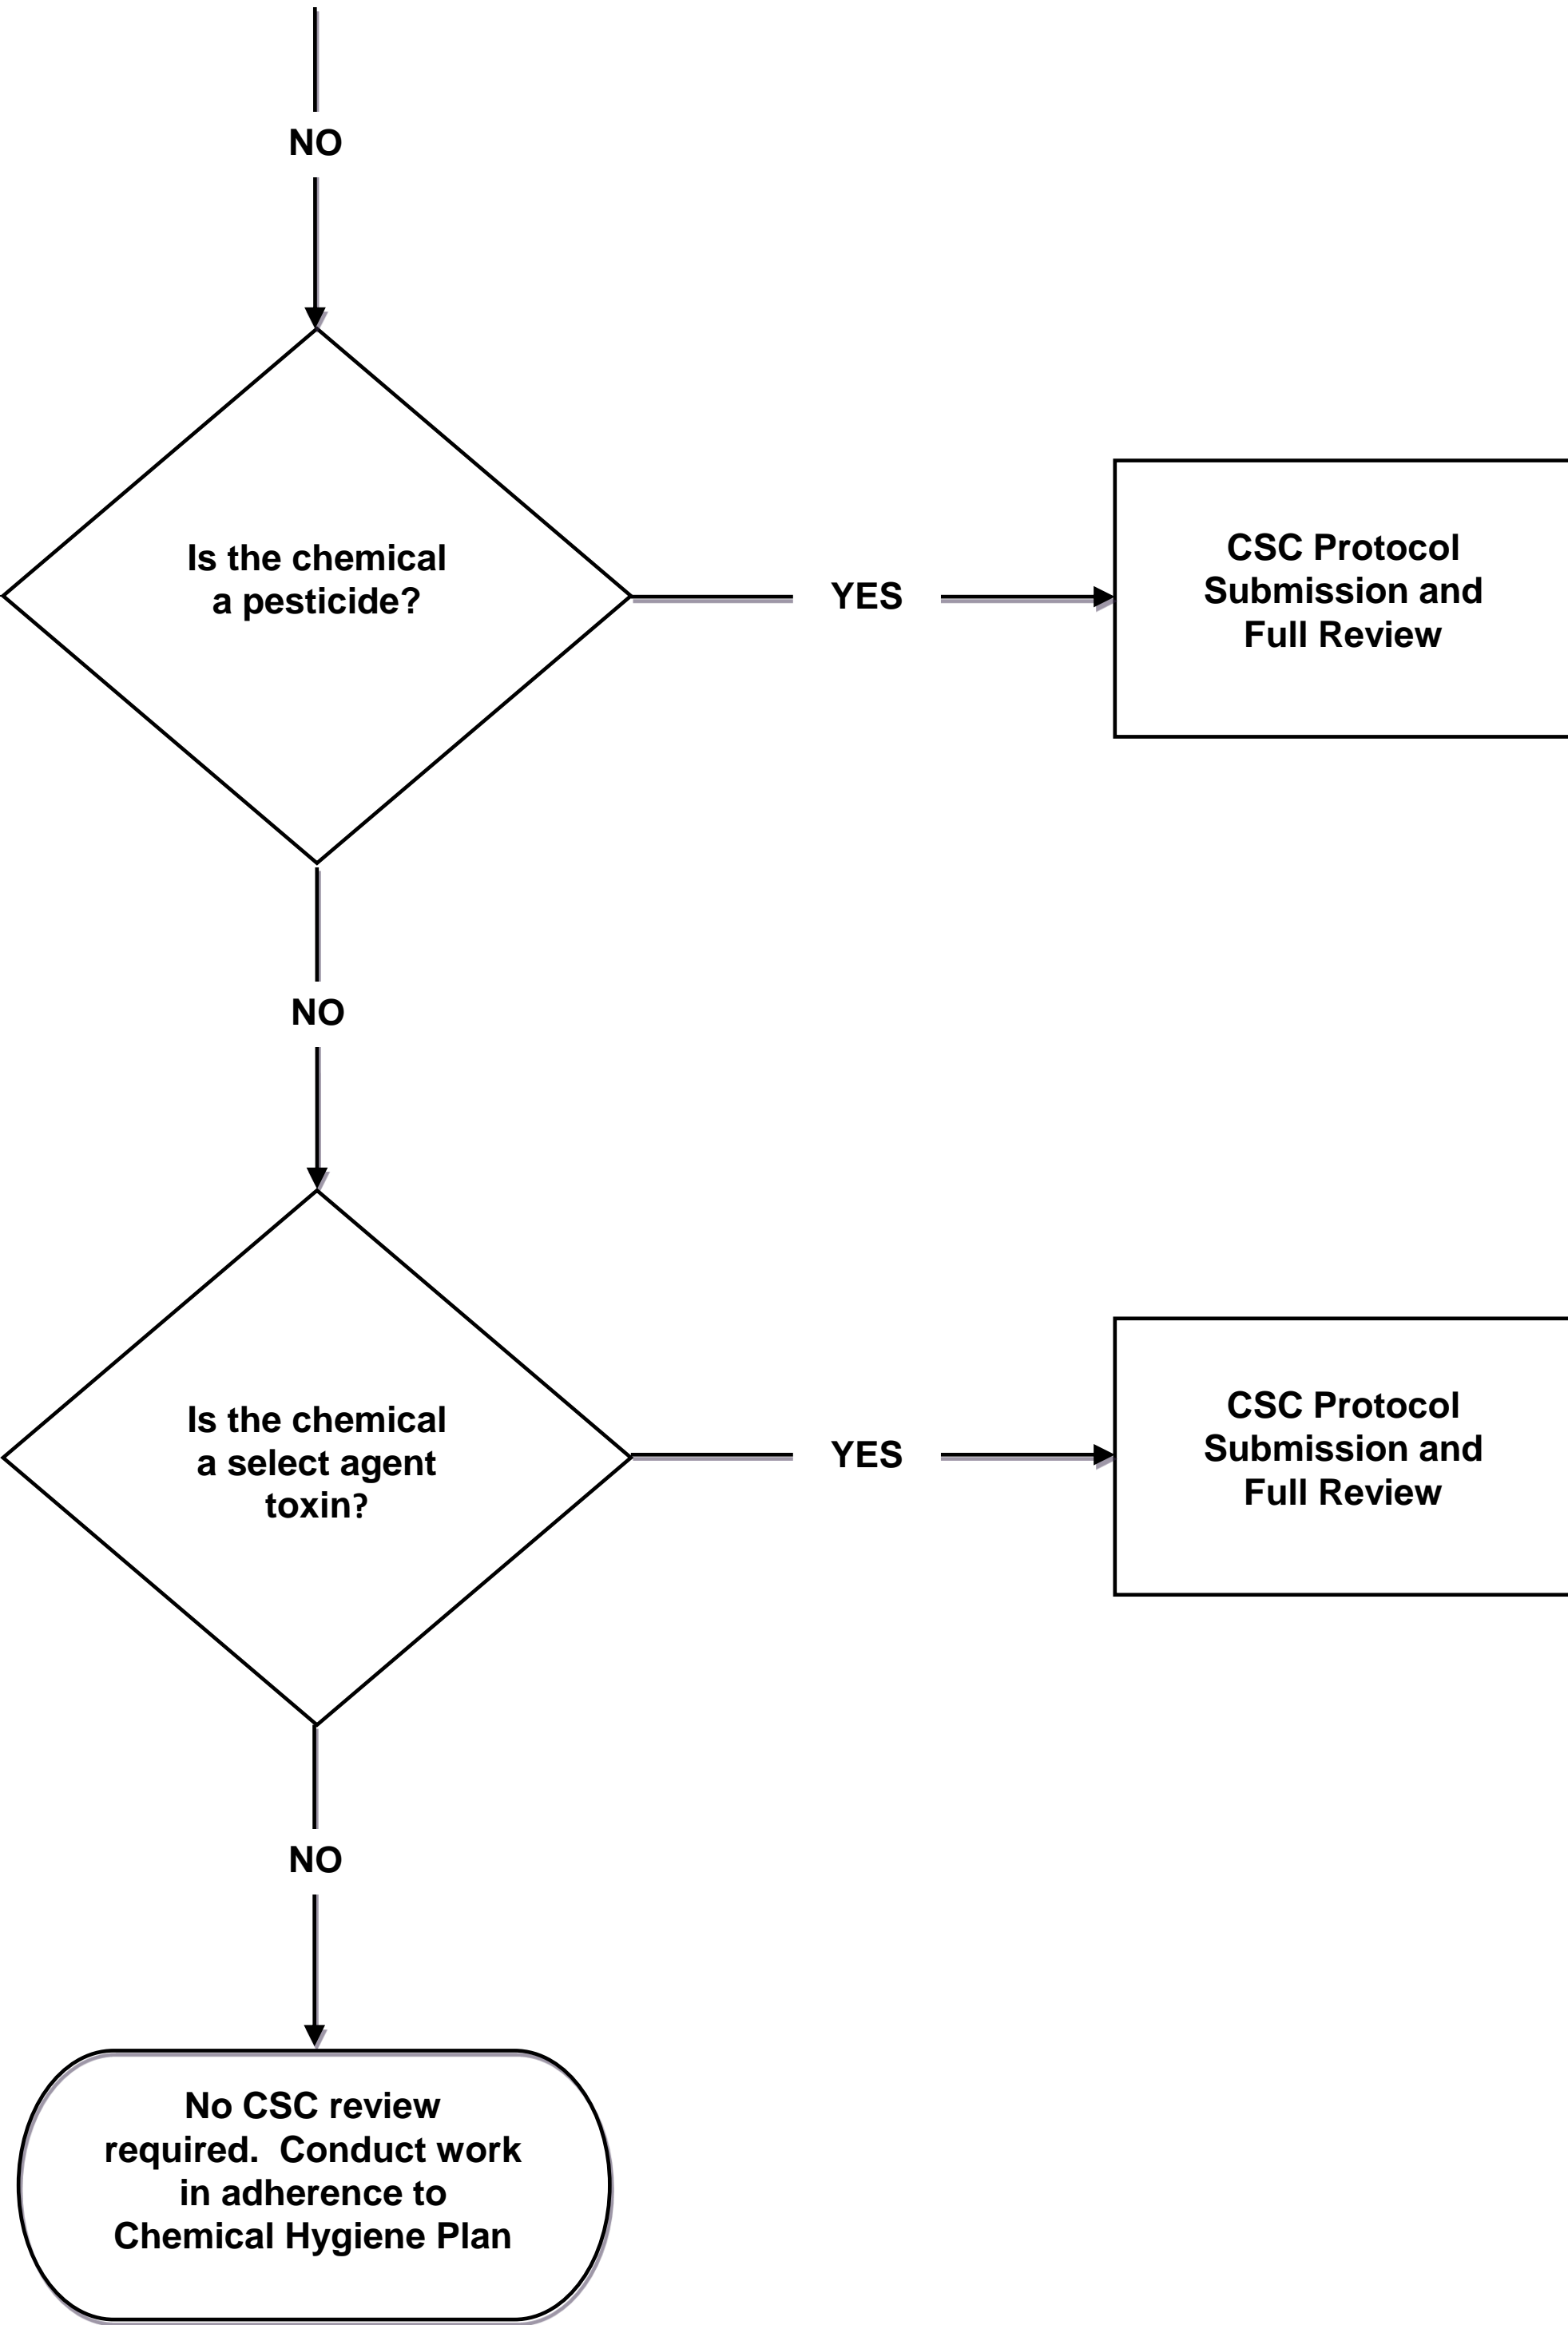 NO
Is the chemical
a pesticide?
YES
CSC Protocol
Submission and
Full Review
NO
Is the chemical
a select agent
toxin?
YES
CSC Protocol
Submission and
Full Review
NO
No CSC review
required.  Conduct work
in adherence to
Chemical Hygiene Plan